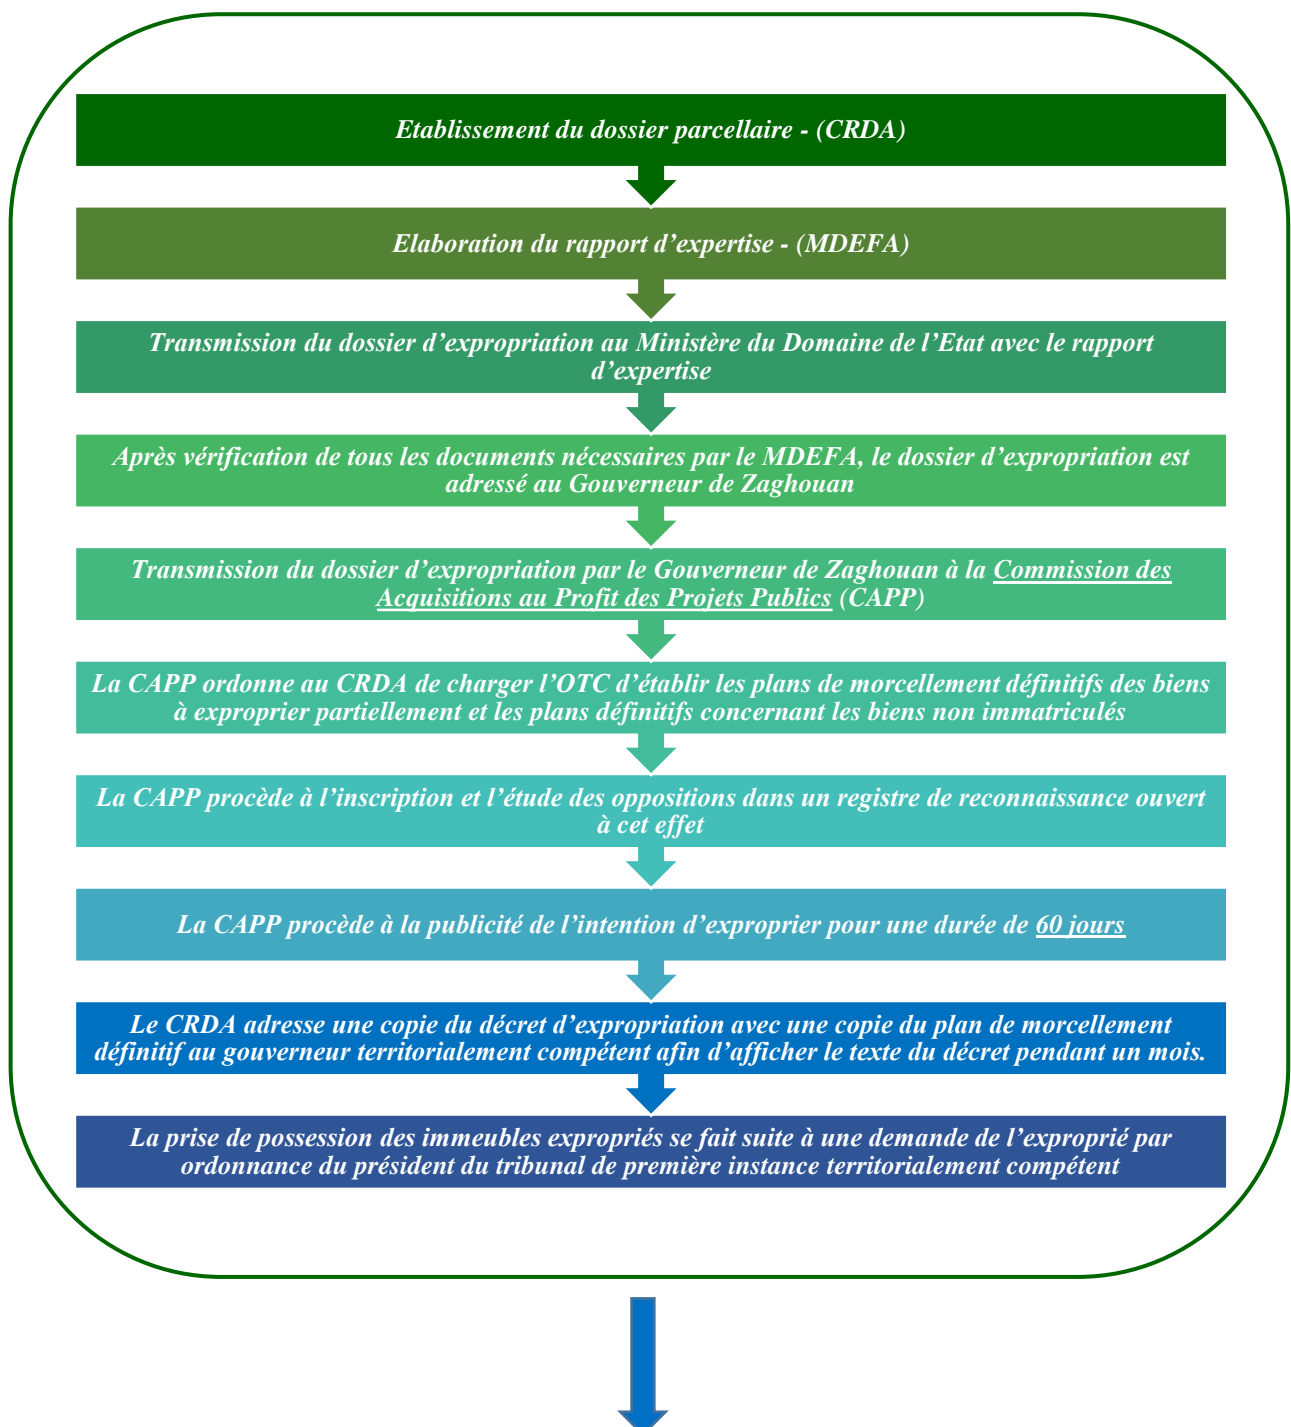 Etablissement du dossier parcellaire - (CRDA)
Elaboration du rapport d’expertise - (MDEFA)
Transmission du dossier d’expropriation au Ministère du Domaine de l’Etat avec le rapport
d’expertise
Après vérification de tous les documents nécessaires par le MDEFA, le dossier d’expropriation est
adressé au Gouverneur de Zaghouan
Transmission du dossier d’expropriation par le Gouverneur de Zaghouan à la Commission des
Acquisitions au Profit des Projets Publics (CAPP)
La CAPP ordonne au CRDA de charger l’OTC d’établir les plans de morcellement définitifs des biens
à exproprier partiellement et les plans définitifs concernant les biens non immatriculés
La CAPP procède à l’inscription et l’étude des oppositions dans un registre de reconnaissance ouvert
à cet effet
La CAPP procède à la publicité de l’intention d’exproprier pour une durée de 60 jours
Le CRDA adresse une copie du décret d’expropriation avec une copie du plan de morcellement
définitif au gouverneur territorialement compétent afin d’afficher le texte du décret pendant un mois.
La prise de possession des immeubles expropriés se fait suite à une demande de l’exproprié par
ordonnance du président du tribunal de première instance territorialement compétent